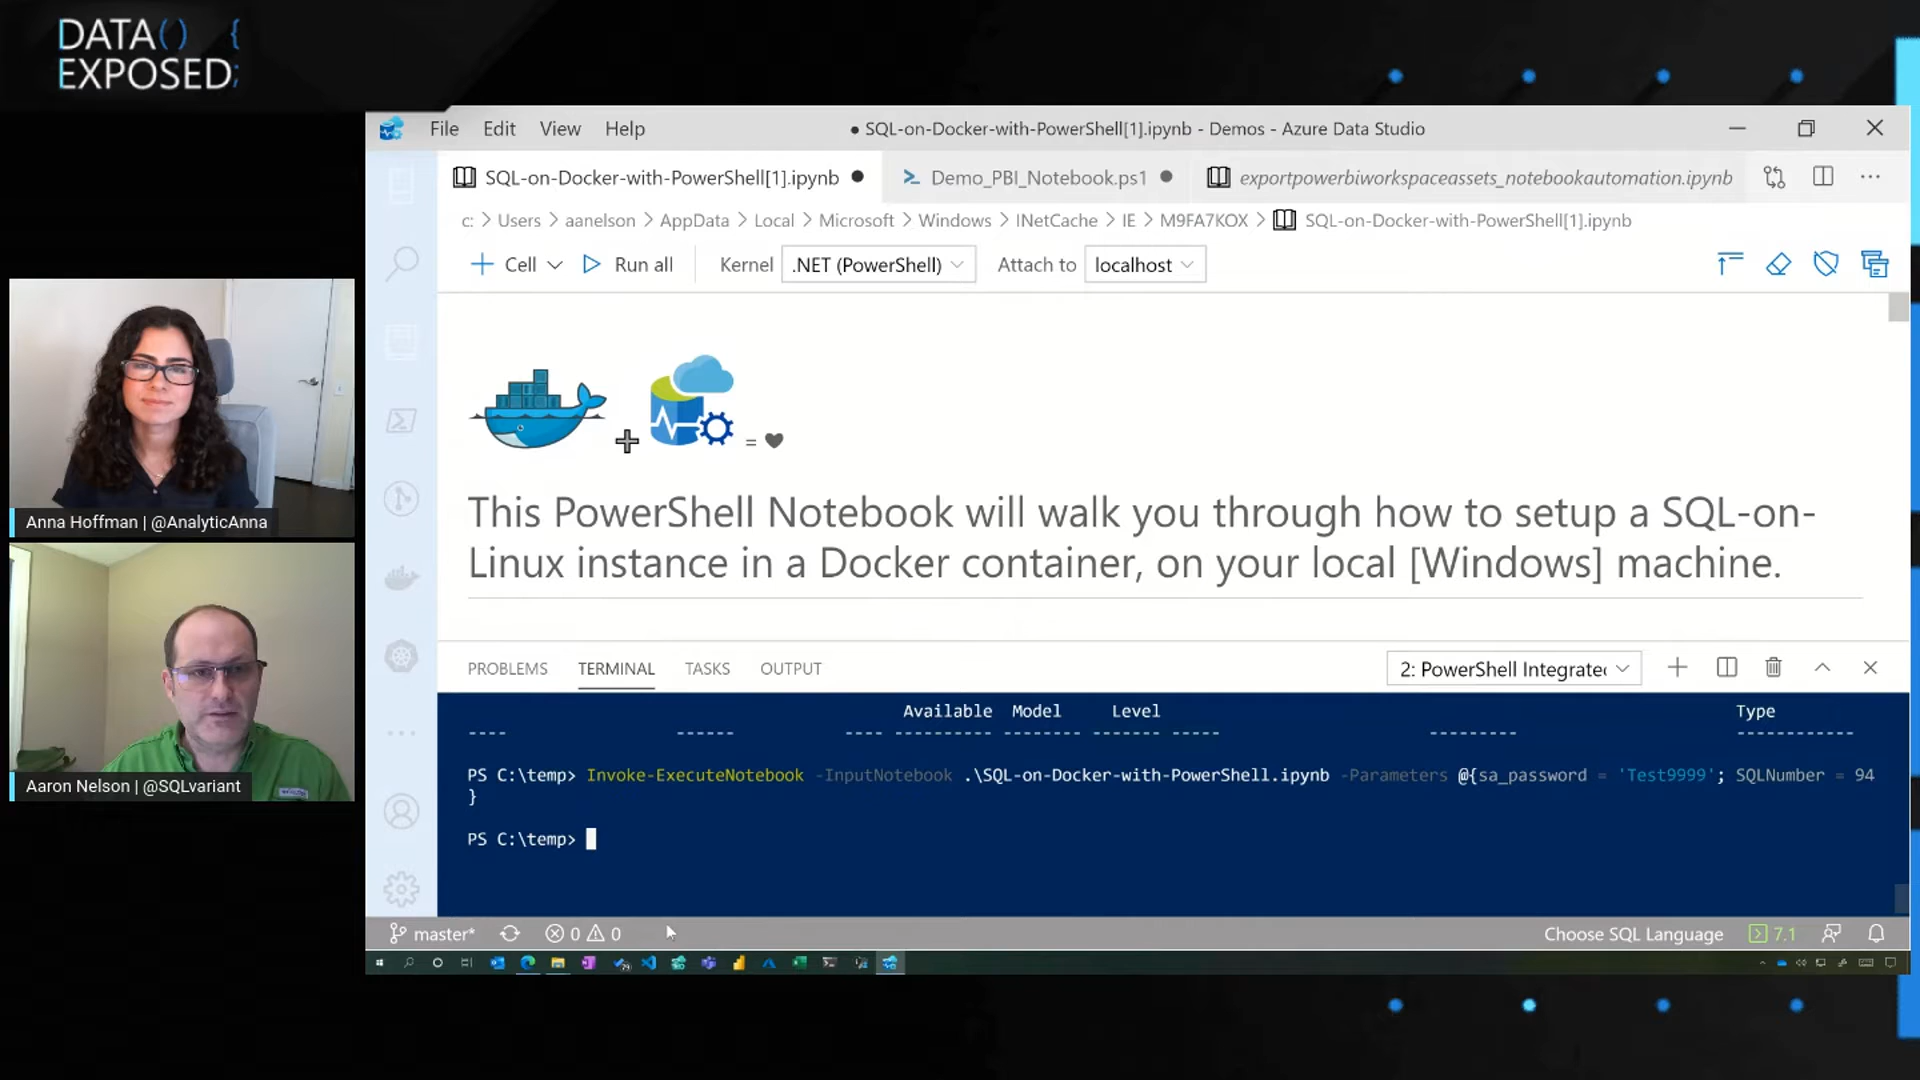 DATA() {
EXPOSED;
File Edit View Help
● SQL-on-Docker-with-PowerShell[1].ipynb - Demos - Azure Data Studio
SQL-on-Docker-with-PowerShell[1].ipynb ●
Demo_PBI_Notebook.ps1 ●
exportpowerbiworkspaceassets_notebookautomation.ipynb
c: > Users > aanelson > AppData > Local > Microsoft > Windows > INetCache > IE > M9FA7KOX > SQL-on-Docker-with-PowerShell[1].ipynb
Cell Run all Kernel .NET (PowerShell) Attach to localhost
+ = ♥
This PowerShell Notebook will walk you through how to setup a SQL-on-
Linux instance in a Docker container, on your local [Windows] machine.
PROBLEMS TERMINAL TASKS OUTPUT
2: PowerShell Integrate
Available Model Level Type
---- ------ ---- ---------- -------- ------- ----- --------- ------------
PS C:\temp> Invoke-ExecuteNotebook -InputNotebook .\SQL-on-Docker-with-PowerShell.ipynb -Parameters @{sa_password = 'Test9999'; SQLNumber = 94
}
PS C:\temp>
master* 0 0
Choose SQL Language 7.1
Anna Hoffman | @AnalyticAnna
Aaron Nelson | @SQLvariant